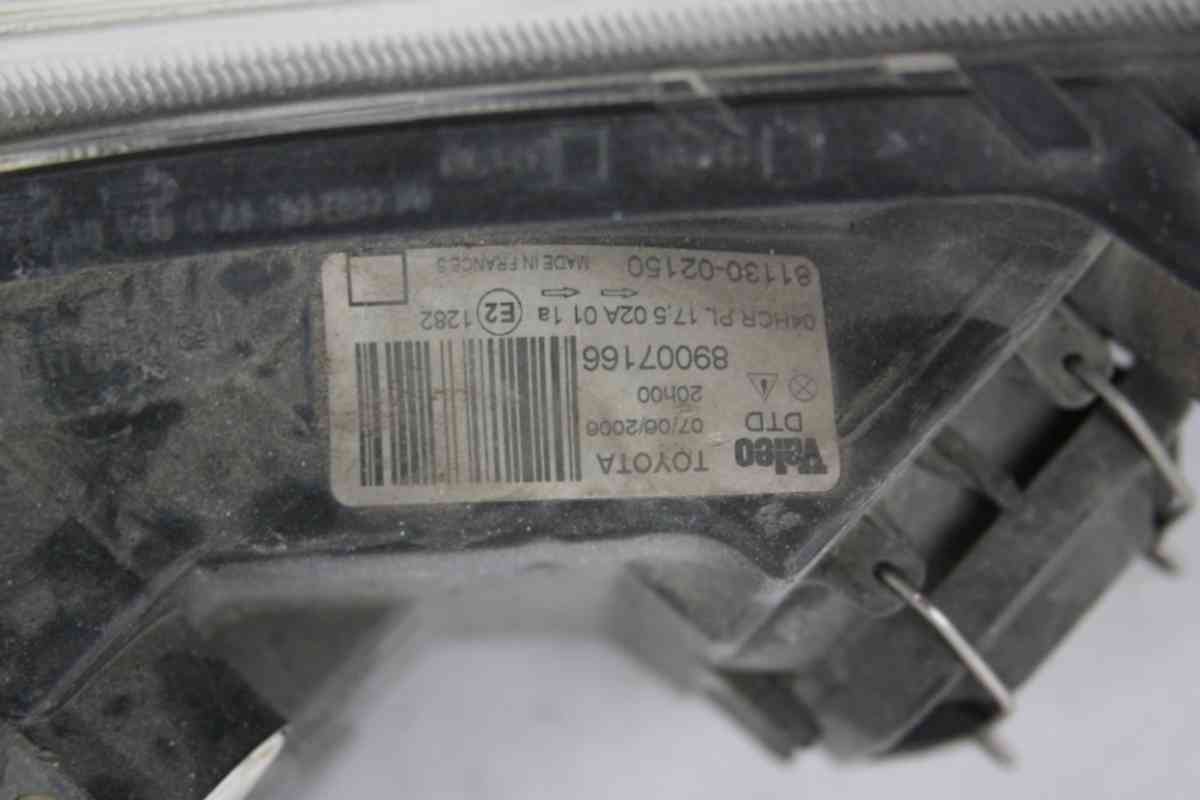 Valeo TOYOTA
DTD 07/06/2006
20h00
89007166
04HCR PL 17,5 02A 01 1a E2 1282
81130-02150 MADE IN FRANCE S